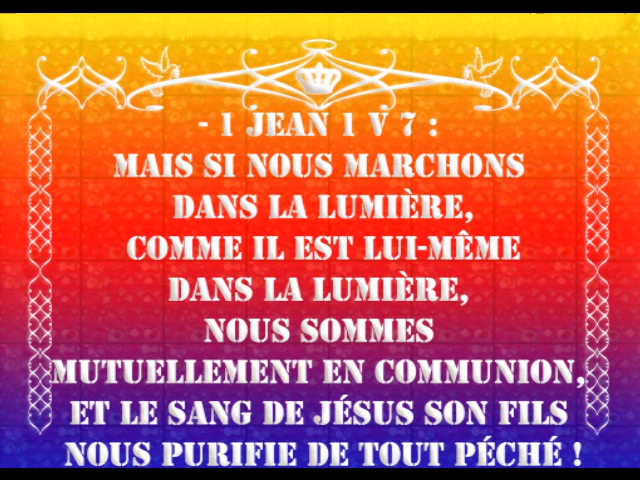 - 1 JEAN 1 V 7 :
MAIS SI NOUS MARCHONS
DANS LA LUMIÈRE,
COMME IL EST LUI-MÊME
DANS LA LUMIÈRE,
NOUS SOMMES
MUTUELLEMENT EN COMMUNION,
ET LE SANG DE JÉSUS SON FILS
NOUS PURIFIE DE TOUT PÉCHÉ !